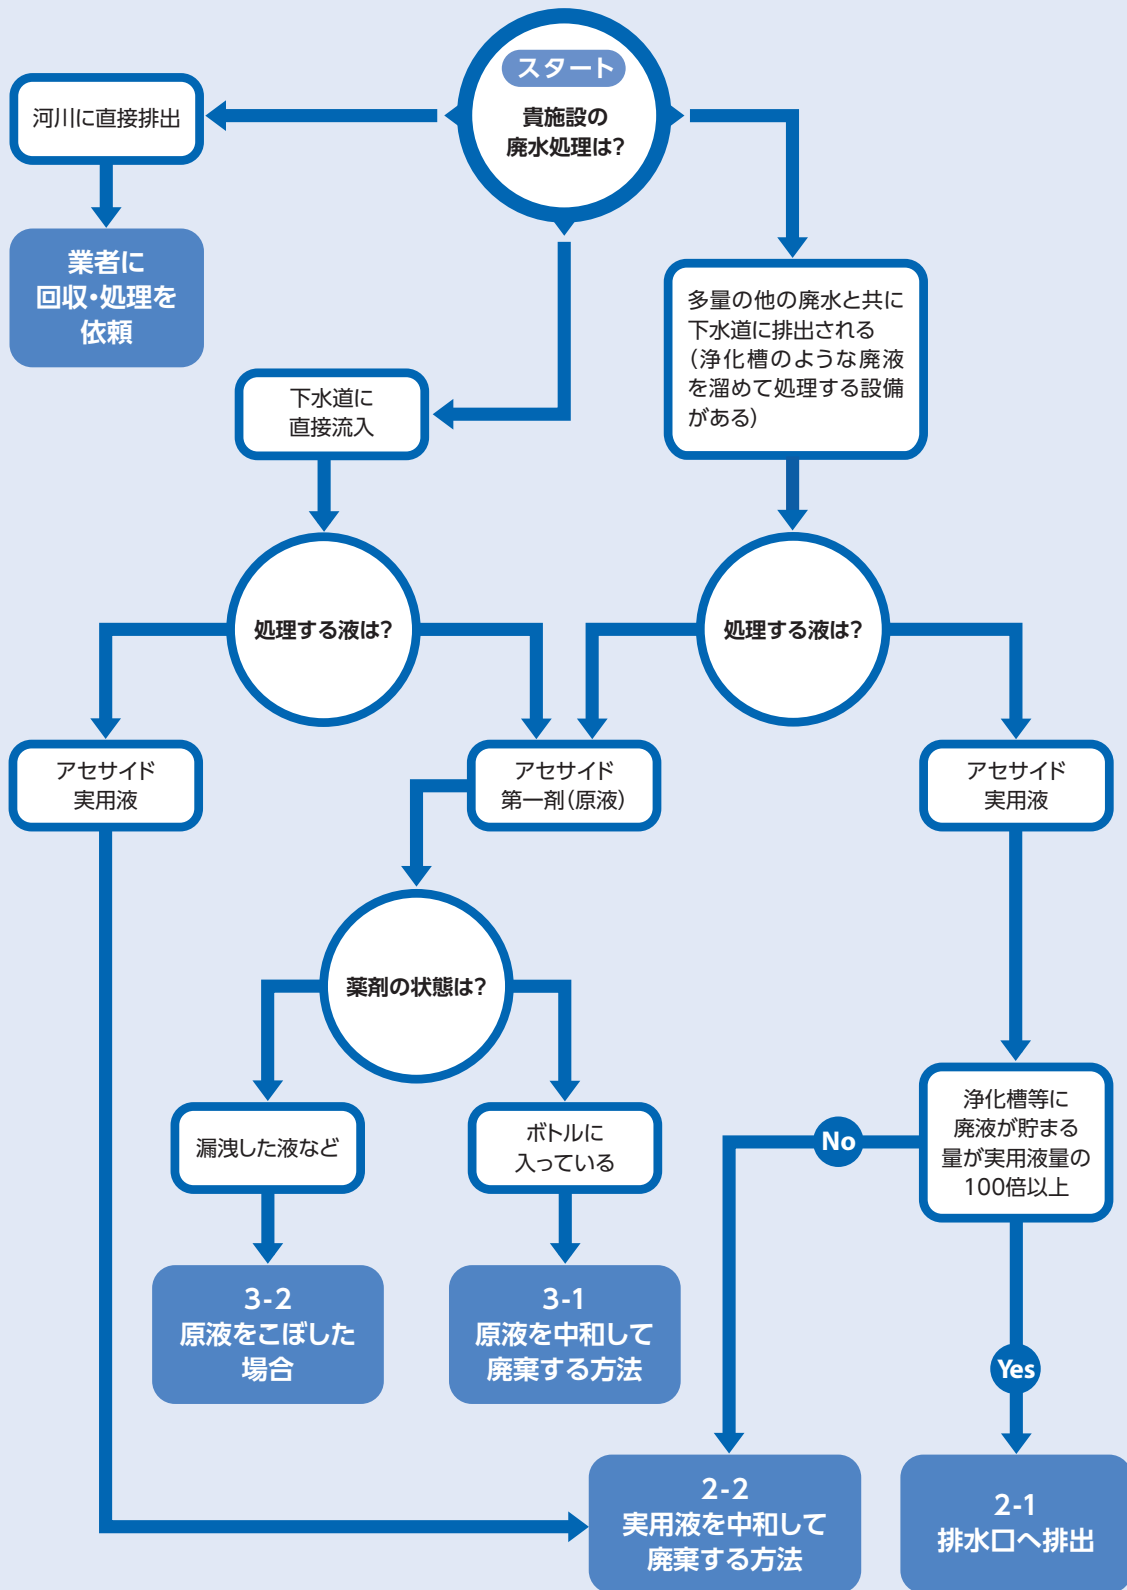 スタート
貴施設の
廃水処理は？
河川に直接排出
業者に
回収・処理を
依頼
多量の他の廃水と共に
下水道に排出される
（浄化槽のような廃液
を溜めて処理する設備
がある）
下水道に
直接流入
処理する液は？
処理する液は？
アセサイド
実用液
アセサイド
第一剤（原液）
アセサイド
実用液
薬剤の状態は？
漏洩した液など
ボトルに
入っている
浄化槽等に
廃液が貯まる
量が実用液量の
100倍以上
No
Yes
3-2
原液をこぼした
場合
3-1
原液を中和して
廃棄する方法
2-2
実用液を中和して
廃棄する方法
2-1
排水口へ排出